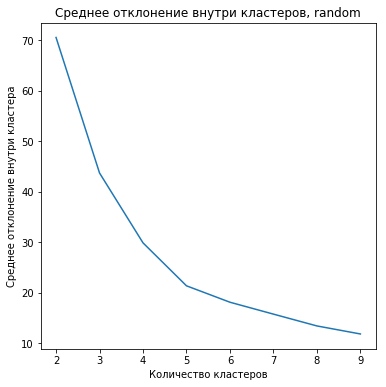 Среднее отклонение внутри кластеров, random
Среднее отклонение внутри кластера
70
60
50
40
30
20
10
2 3 4 5 6 7 8 9
Количество кластеров